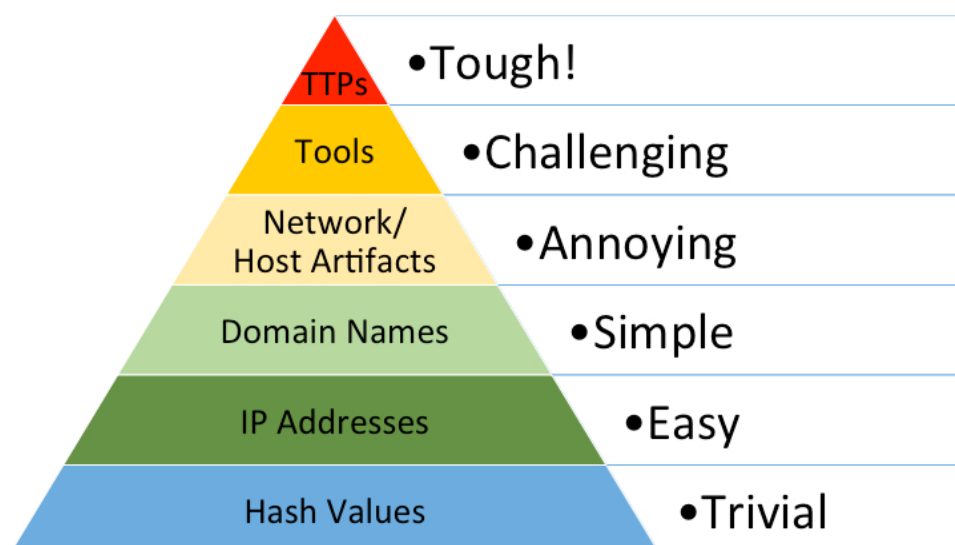 TTPs
•Tough!
Tools
•Challenging
Network/
Host Artifacts
•Annoying
Domain Names
•Simple
IP Addresses
•Easy
Hash Values
•Trivial